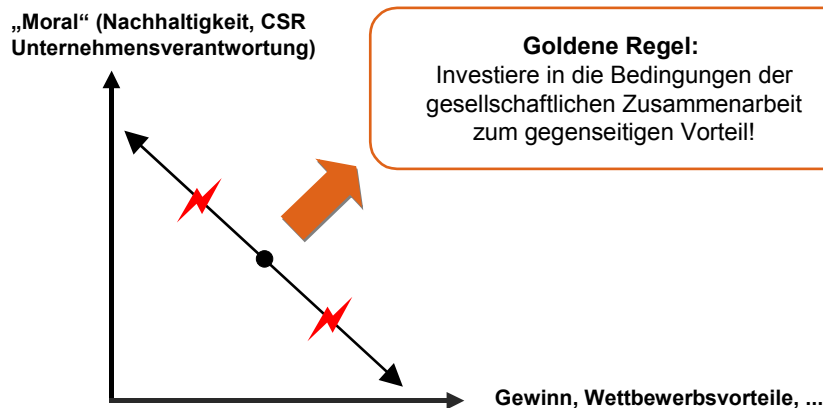 „Moral“ (Nachhaltigkeit, CSR
Unternehmensverantwortung)
Goldene Regel:
Investiere in die Bedingungen der
gesellschaftlichen Zusammenarbeit
zum gegenseitigen Vorteil!
Gewinn, Wettbewerbsvorteile, ...